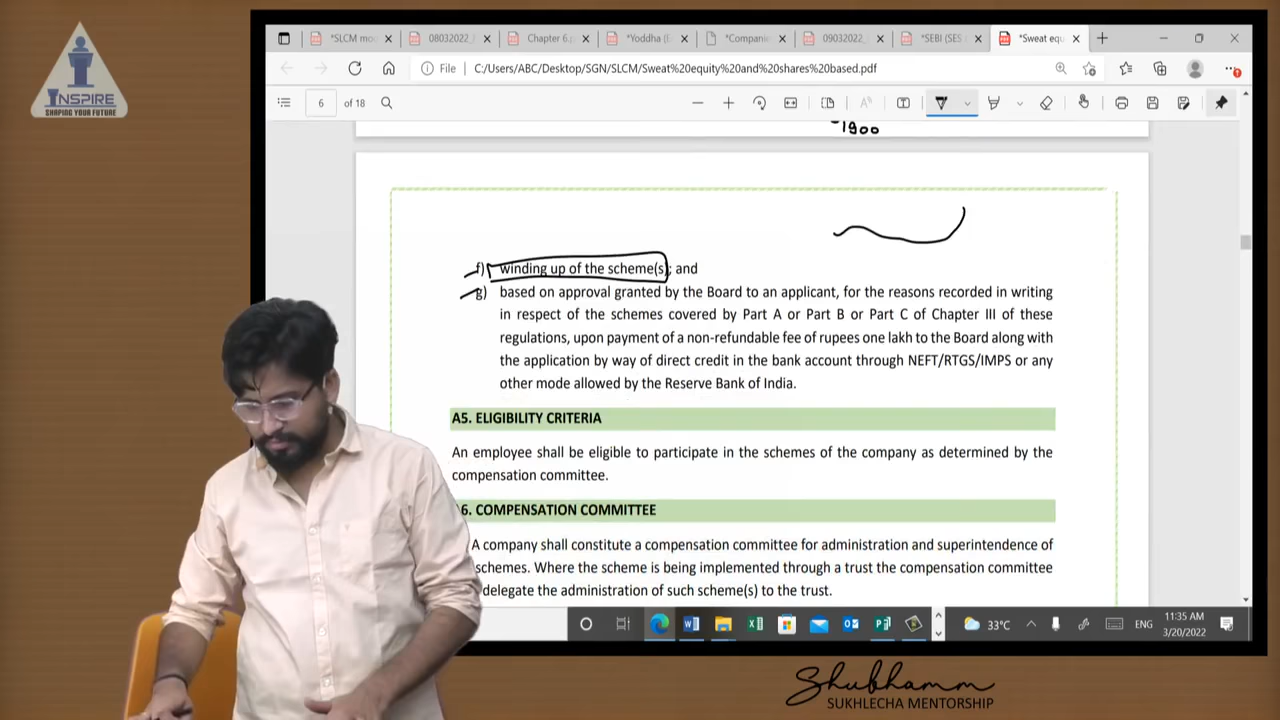 INSPIRE
SHAPING YOUR FUTURE
*SLCM mo
08032022_
Chapter 6.p
*Yoddha (E
*Companie
09032022_
*SEBI (SES
*Sweat equ
File
C:/Users/ABC/Desktop/SGN/SLCM/Sweat%20equity%20and%20shares%20based.pdf
6 of 18
1900
f) winding up of the scheme(s); and
g) based on approval granted by the Board to an applicant, for the reasons recorded in writing
in respect of the schemes covered by Part A or Part B or Part C of Chapter III of these
regulations, upon payment of a non-refundable fee of rupees one lakh to the Board along with
the application by way of direct credit in the bank account through NEFT/RTGS/IMPS or any
other mode allowed by the Reserve Bank of India.
A5. ELIGIBILITY CRITERIA
An employee shall be eligible to participate in the schemes of the company as determined by the
compensation committee.
6. COMPENSATION COMMITTEE
A company shall constitute a compensation committee for administration and superintendence of
schemes. Where the scheme is being implemented through a trust the compensation committee
delegate the administration of such scheme(s) to the trust.
33°C
ENG
11:35 AM
3/20/2022
Shubhamm
SUKHLECHA MENTORSHIP